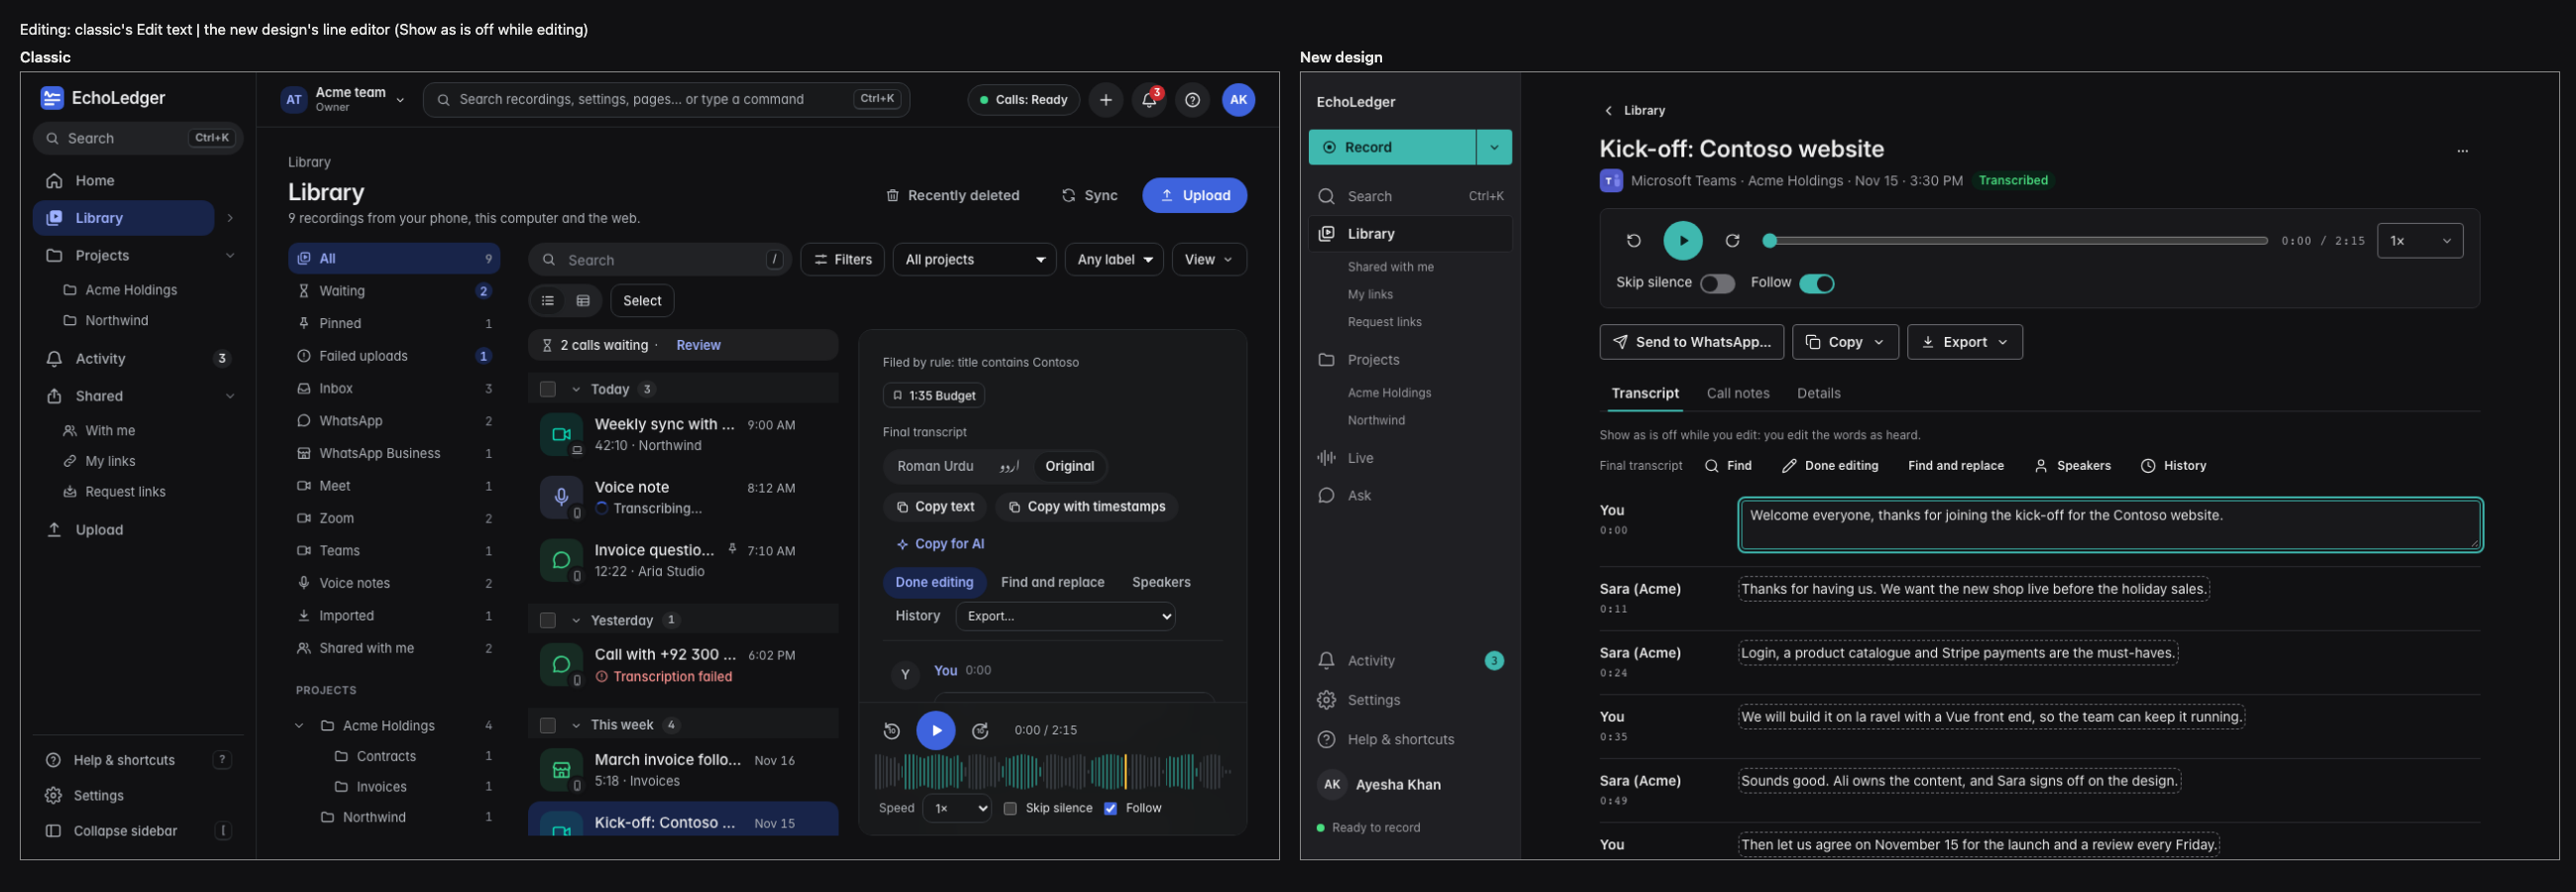 Editing: classic's Edit text | the new design's line editor (Show as is off while editing)
Classic
EchoLedger
Search Ctrl+K
Home
Library
Projects
Acme Holdings
Northwind
Activity 3
Shared
With me
My links
Request links
Upload
Help & shortcuts ?
Settings
Collapse sidebar [
AT Acme team
Owner
Search recordings, settings, pages... or type a command Ctrl+K
Calls: Ready
3
AK
Library
Library
9 recordings from your phone, this computer and the web.
Recently deleted Sync Upload
All 9
Waiting 2
Pinned 1
Failed uploads 1
Inbox 3
WhatsApp 2
WhatsApp Business 1
Meet 1
Zoom 2
Teams 1
Voice notes 2
Imported 1
Shared with me 2
PROJECTS
Acme Holdings 4
Contracts 1
Invoices 1
Northwind 1
Search / Filters All projects Any label View
Select
2 calls waiting · Review
Today 3
Weekly sync with ... 9:00 AM
42:10 · Northwind
Voice note 8:12 AM
Transcribing...
Invoice questio... 7:10 AM
12:22 · Aria Studio
Yesterday 1
Call with +92 300 ... 6:02 PM
Transcription failed
This week 4
March invoice follo... Nov 16
5:18 · Invoices
Kick-off: Contoso ... Nov 15
Filed by rule: title contains Contoso
1:35 Budget
Final transcript
Roman Urdu اردو Original
Copy text Copy with timestamps
Copy for AI
Done editing Find and replace Speakers
History Export...
Y You 0:00
10 10 0:00 / 2:15
Speed 1× Skip silence Follow
New design
EchoLedger
Record
Search Ctrl+K
Library
Shared with me
My links
Request links
Projects
Acme Holdings
Northwind
Live
Ask
Activity 3
Settings
Help & shortcuts
AK Ayesha Khan
Ready to record
Library
Kick-off: Contoso website ...
T Microsoft Teams · Acme Holdings · Nov 15 · 3:30 PM Transcribed
0:00 / 2:15 1×
Skip silence Follow
Send to WhatsApp... Copy Export
Transcript Call notes Details
Show as is off while you edit: you edit the words as heard.
Final transcript Find Done editing Find and replace Speakers History
You Welcome everyone, thanks for joining the kick-off for the Contoso website.
0:00
Sara (Acme) Thanks for having us. We want the new shop live before the holiday sales.
0:11
Sara (Acme) Login, a product catalogue and Stripe payments are the must-haves.
0:24
You We will build it on la ravel with a Vue front end, so the team can keep it running.
0:35
Sara (Acme) Sounds good. Ali owns the content, and Sara signs off on the design.
0:49
You Then let us agree on November 15 for the launch and a review every Friday.